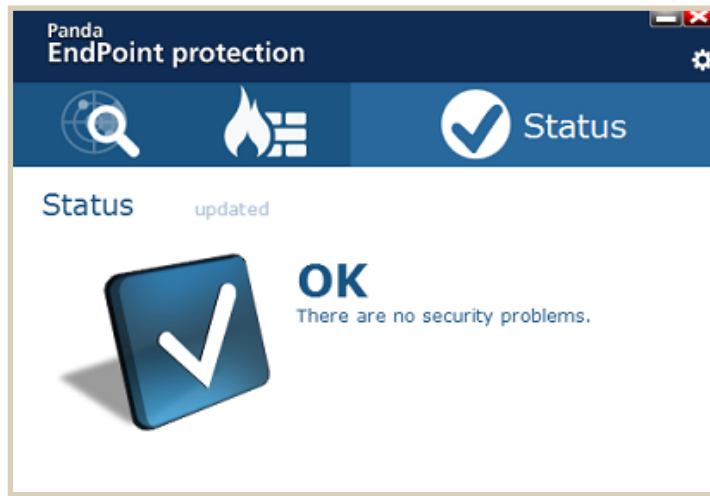 Panda
EndPoint protection
Status
Status updated
OK
There are no security problems.